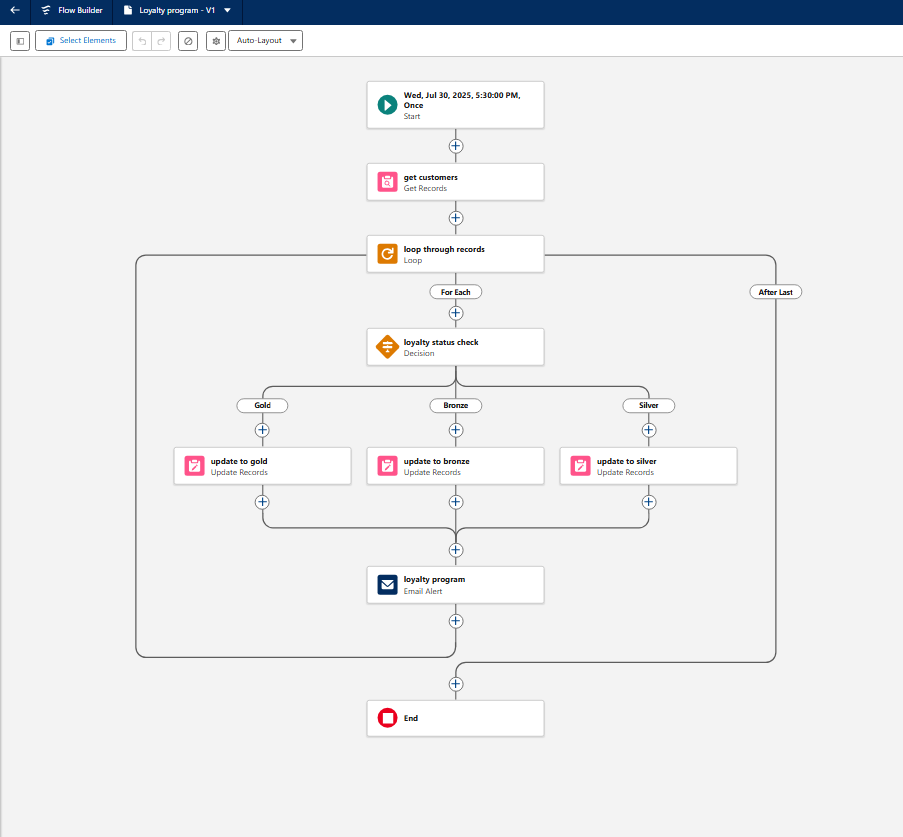 Flow Builder
Loyalty program - V1
Select Elements
Auto-Layout
Wed, Jul 30, 2025, 5:30:00 PM,
Once
Start
get customers
Get Records
loop through records
Loop
For Each
After Last
loyalty status check
Decision
Gold
Bronze
Silver
update to gold
Update Records
update to bronze
Update Records
update to silver
Update Records
loyalty program
Email Alert
End